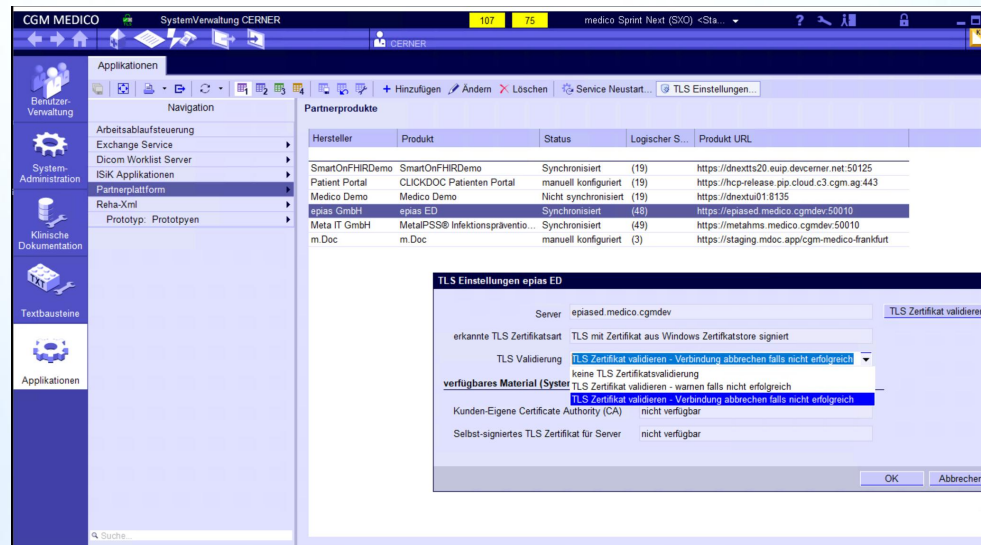 CGM MEDICO SystemVerwaltung CERNER 107 75 medico Sprint Next (SXO) <Sta...
CERNER
Applikationen
Hinzufügen Ändern Löschen Service Neustart... TLS Einstellungen...
Benutzer-
Verwaltung
System-
Administration
Klinische
Dokumentation
TXT
Textbausteine
Applikationen
Navigation
Arbeitsablaufsteuerung
Exchange Service
Dicom Worklist Server
ISiK Applikationen
Partnerplattform
Reha-Xml
Prototyp: Prototpyen
Suche...
Partnerprodukte
Hersteller Produkt Status Logischer S... Produkt URL
SmartOnFHIRDemo SmartOnFHIRDemo Synchronisiert (19) https://dnextts20.euip.devcerner.net:50125
Patient Portal CLICKDOC Patienten Portal manuell konfiguriert (19) https://hcp-release.pip.cloud.c3.cgm.ag:443
Medico Demo Medico Demo Nicht synchronisiert (19) https://dnextui01:8135
epias GmbH epias ED Synchronisiert (48) https://epiased.medico.cgmdev:50010
Meta IT GmbH MetalPSS® Infektionspräventio... Synchronisiert (49) https://metahms.medico.cgmdev:50010
m.Doc m.Doc manuell konfiguriert (3) https://staging.mdoc.app/cgm-medico-frankfurt
TLS Einstellungen epias ED
Server epiased.medico.cgmdev TLS Zertifikat validieren
erkannte TLS Zertifikatsart TLS mit Zertifikat aus Windows Zertifkatstore signiert
TLS Validierung TLS Zertifikat validieren - Verbindung abbrechen falls nicht erfolgreich
keine TLS Zertifikatsvalidierung
verfügbares Material (System TLS Zertifikat validieren - warnen falls nicht erfolgreich
TLS Zertifikat validieren - Verbindung abbrechen falls nicht erfolgreich
Kunden-Eigene Certificate Authority (CA) nicht verfügbar
Selbst-signiertes TLS Zertifikat für Server nicht verfügbar
OK Abbrechen